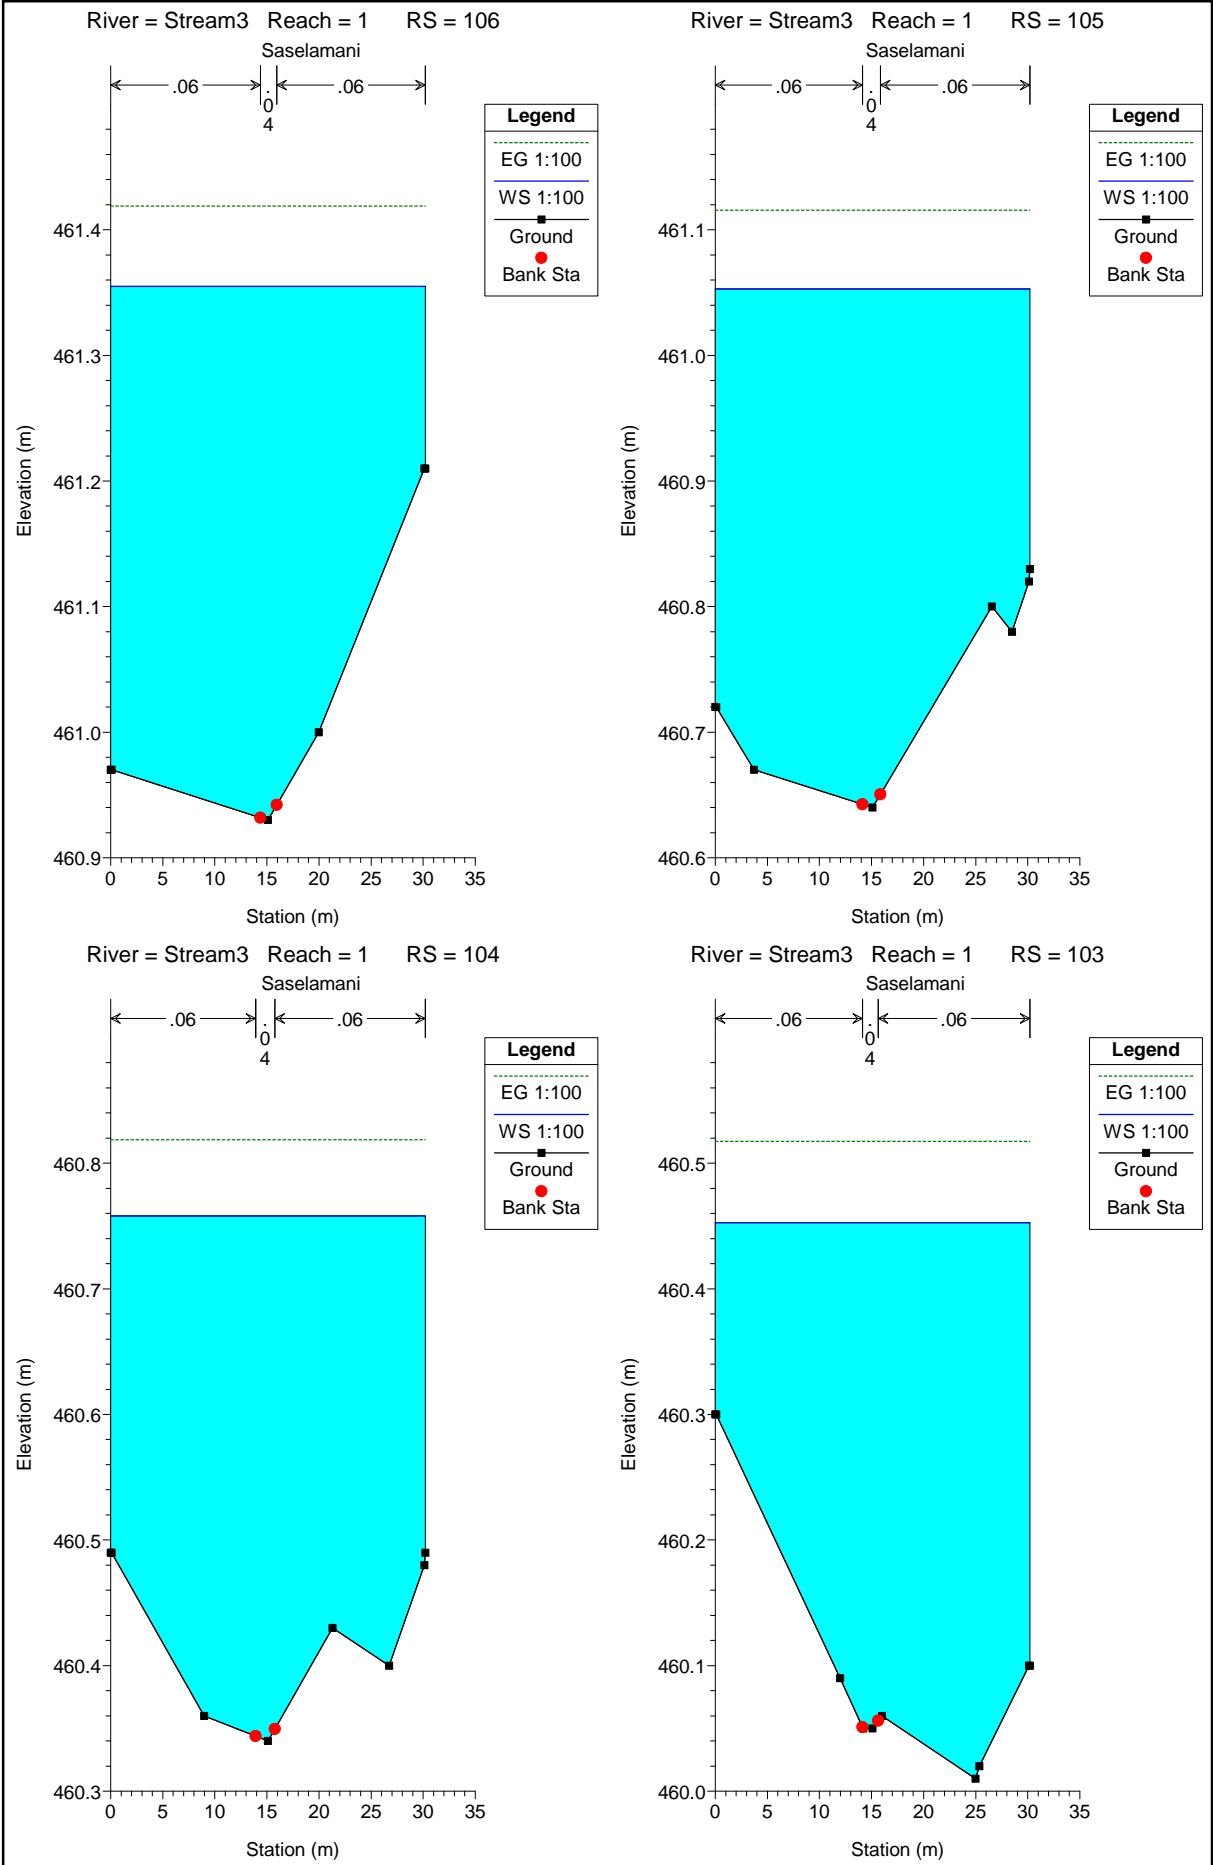 River = Stream3 Reach = 1 RS = 106
Saselamani
.06 .04 .06
Legend
EG 1:100
WS 1:100
Ground
Bank Sta
461.4
461.3
461.2
461.1
461.0
460.9
Elevation (m)
0 5 10 15 20 25 30 35
Station (m)
River = Stream3 Reach = 1 RS = 105
Saselamani
.06 .04 .06
Legend
EG 1:100
WS 1:100
Ground
Bank Sta
461.1
461.0
460.9
460.8
460.7
460.6
Elevation (m)
0 5 10 15 20 25 30 35
Station (m)
River = Stream3 Reach = 1 RS = 104
Saselamani
.06 .04 .06
Legend
EG 1:100
WS 1:100
Ground
Bank Sta
460.8
460.7
460.6
460.5
460.4
460.3
Elevation (m)
0 5 10 15 20 25 30 35
Station (m)
River = Stream3 Reach = 1 RS = 103
Saselamani
.06 .04 .06
Legend
EG 1:100
WS 1:100
Ground
Bank Sta
460.5
460.4
460.3
460.2
460.1
460.0
Elevation (m)
0 5 10 15 20 25 30 35
Station (m)